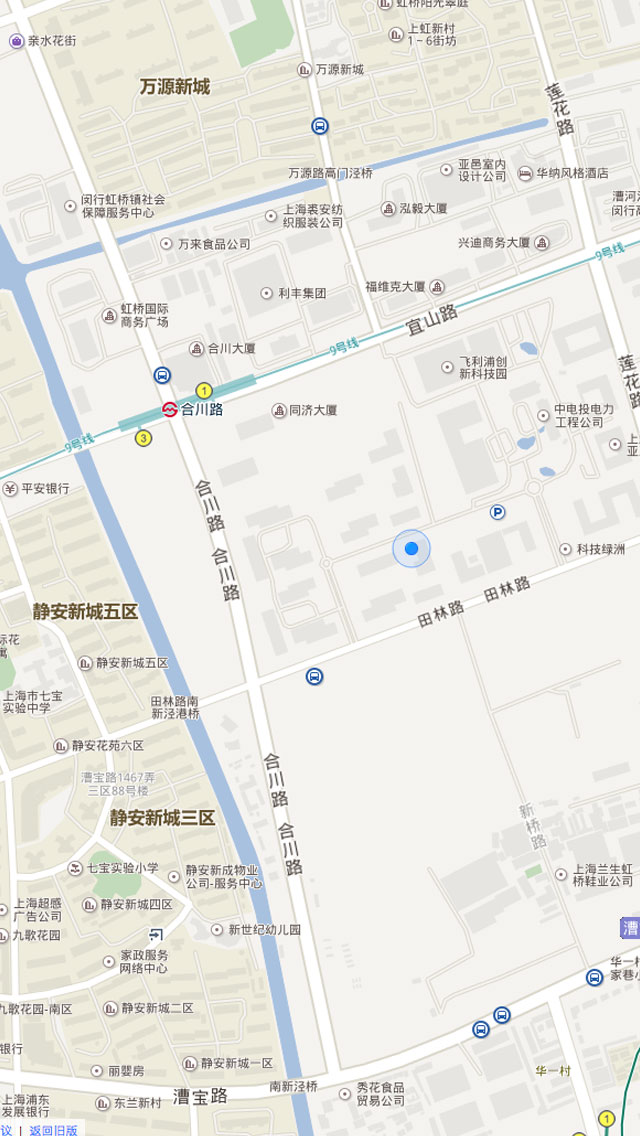 虹桥阳光翠庭
亲水花街
上虹新村
1-6街坊
万源新城
万源新城
莲花路
万源路高门泾桥
亚邑室内
设计公司
华纳风格酒店
闵行虹桥镇社会
保障服务中心
上海裘安纺
织服装公司
泓毅大厦
漕河
闵行
万来食品公司
兴迪商务大厦
9号线
利丰集团
福维克大厦
虹桥国际
商务广场
宜山路
合川大厦
9号线
飞利浦创
新科技园
莲花路
1
合川路
同济大厦
中电投电力
工程公司
3
9号线
上
亚
平安银行
合川路
P
合川路
科技绿洲
田林路
田林路
静安新城五区
际花
寓
静安新城五区
上海市七宝
实验中学
田林路南
新泾港桥
静安花苑六区
合川路
漕宝路1467弄
三区88号楼
静安新城三区
新桥路
合川路
七宝实验小学
静安新成物业
公司-服务中心
上海兰生虹
桥鞋业公司
上海超感
广告公司
静安新城四区
九歌花园
新世纪幼儿园
漕
家政服务
网络中心
华一村
家巷小
九歌花园-南区
静安新城二区
银行
静安新城一区
丽婴房
华一村
南新泾桥
漕宝路
秀花食品
贸易公司
上海浦东
发展银行
东兰新村
1
议 | 返回旧版